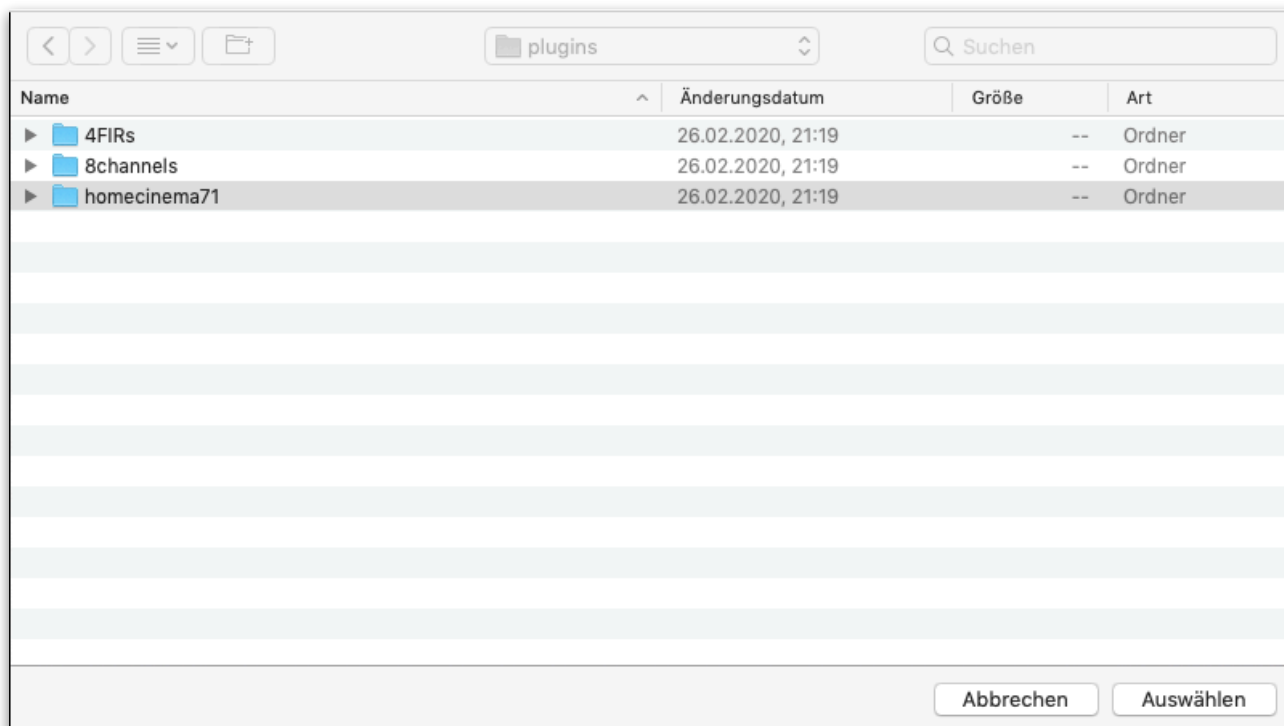 plugins
Suchen
Name Änderungsdatum Größe Art
4FIRs 26.02.2020, 21:19 -- Ordner
8channels 26.02.2020, 21:19 -- Ordner
homecinema71 26.02.2020, 21:19 -- Ordner
Abbrechen Auswählen